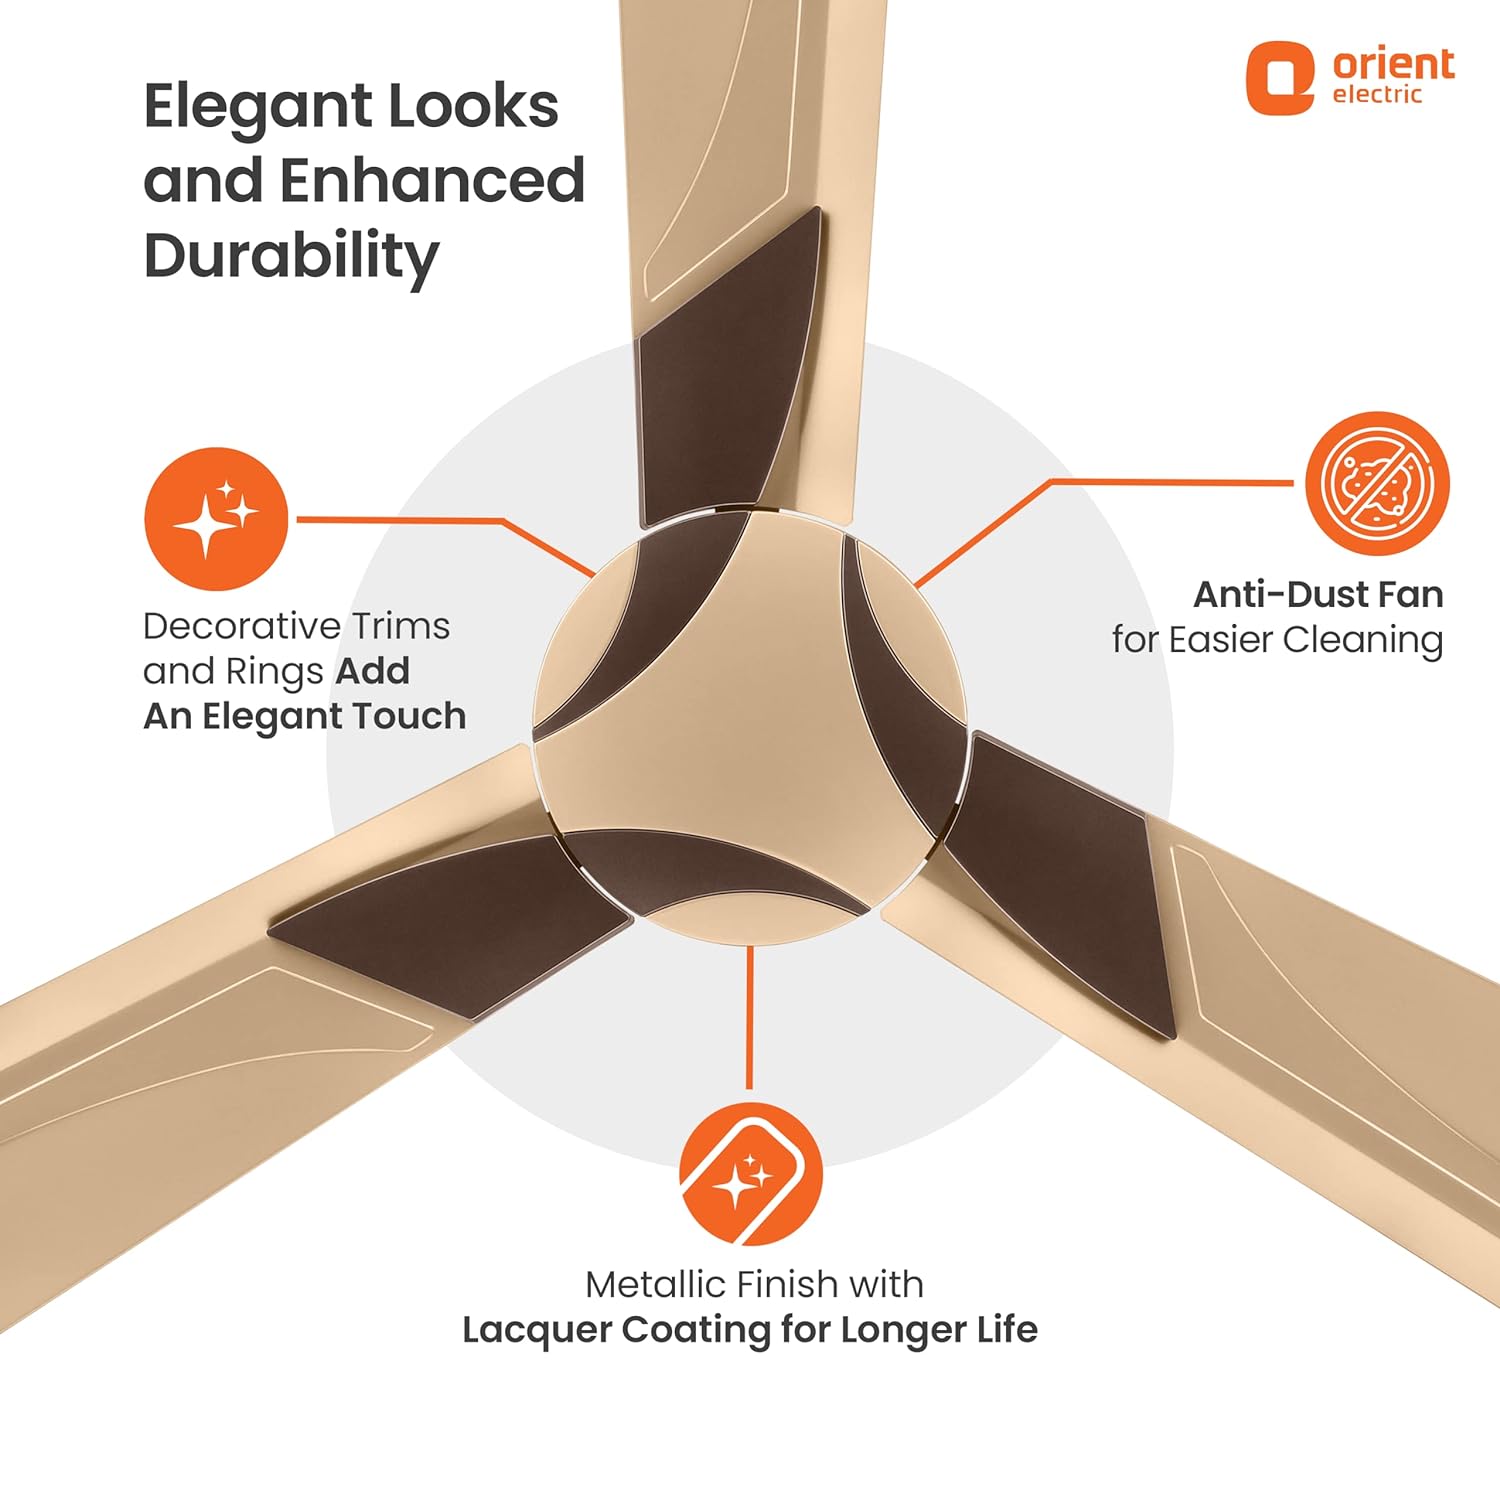 Elegant Looks
and Enhanced
Durability
orient
electric
Decorative Trims
and Rings Add
An Elegant Touch
Anti-Dust Fan
for Easier Cleaning
Metallic Finish with
Lacquer Coating for Longer Life